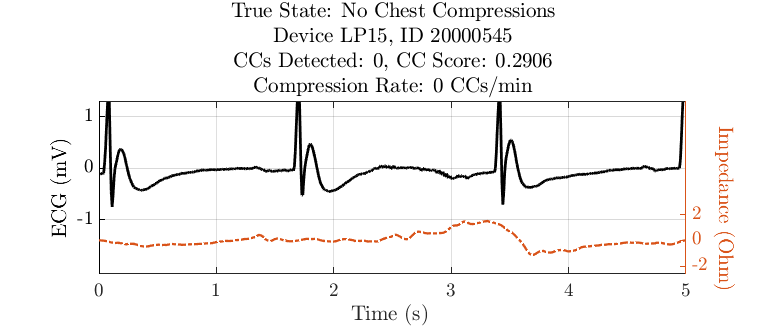 True State: No Chest Compressions
Device LP15, ID 20000545
CCs Detected: 0, CC Score: 0.2906
Compression Rate: 0 CCs/min
ECG (mV)
1
0
-1
Impedance (Ohm)
2
0
-2
0 1 2 3 4 5
Time (s)